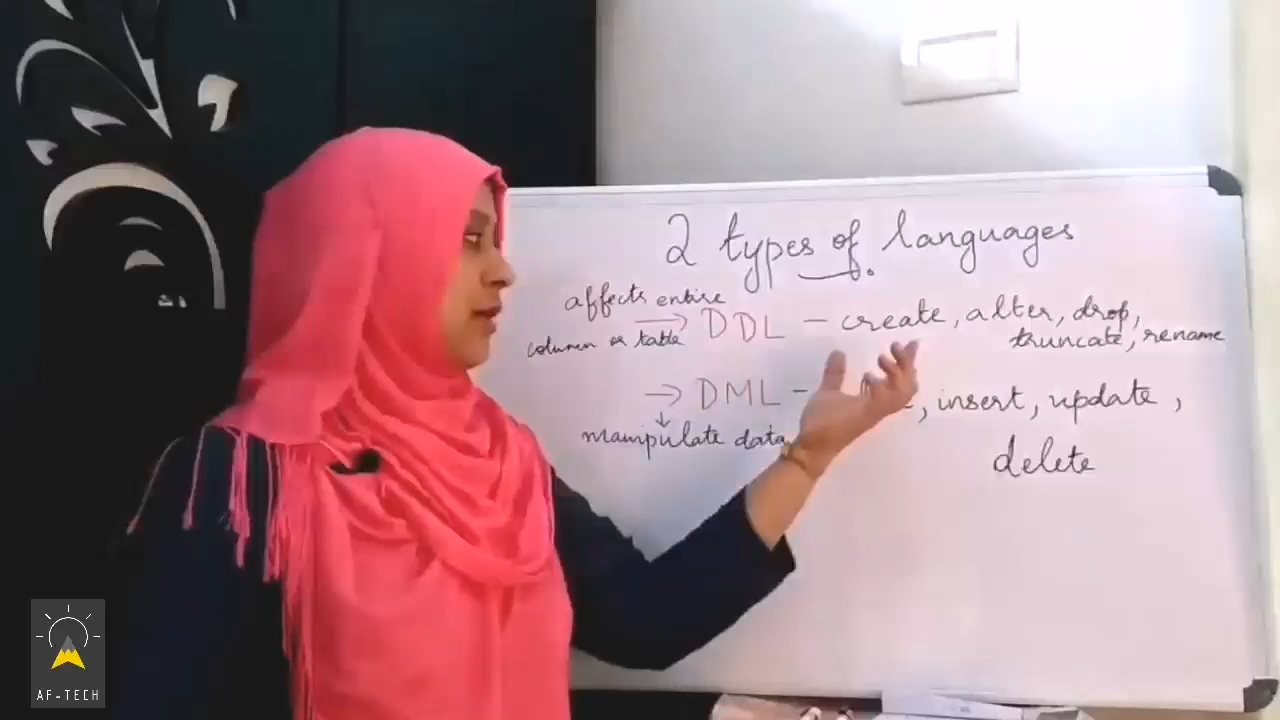 2 types of languages
affects entire
column or table
→ DDL – create, alter, drop,
truncate, rename
→ DML – , insert, update,
delete
↓
manipulate data
AF-TECH